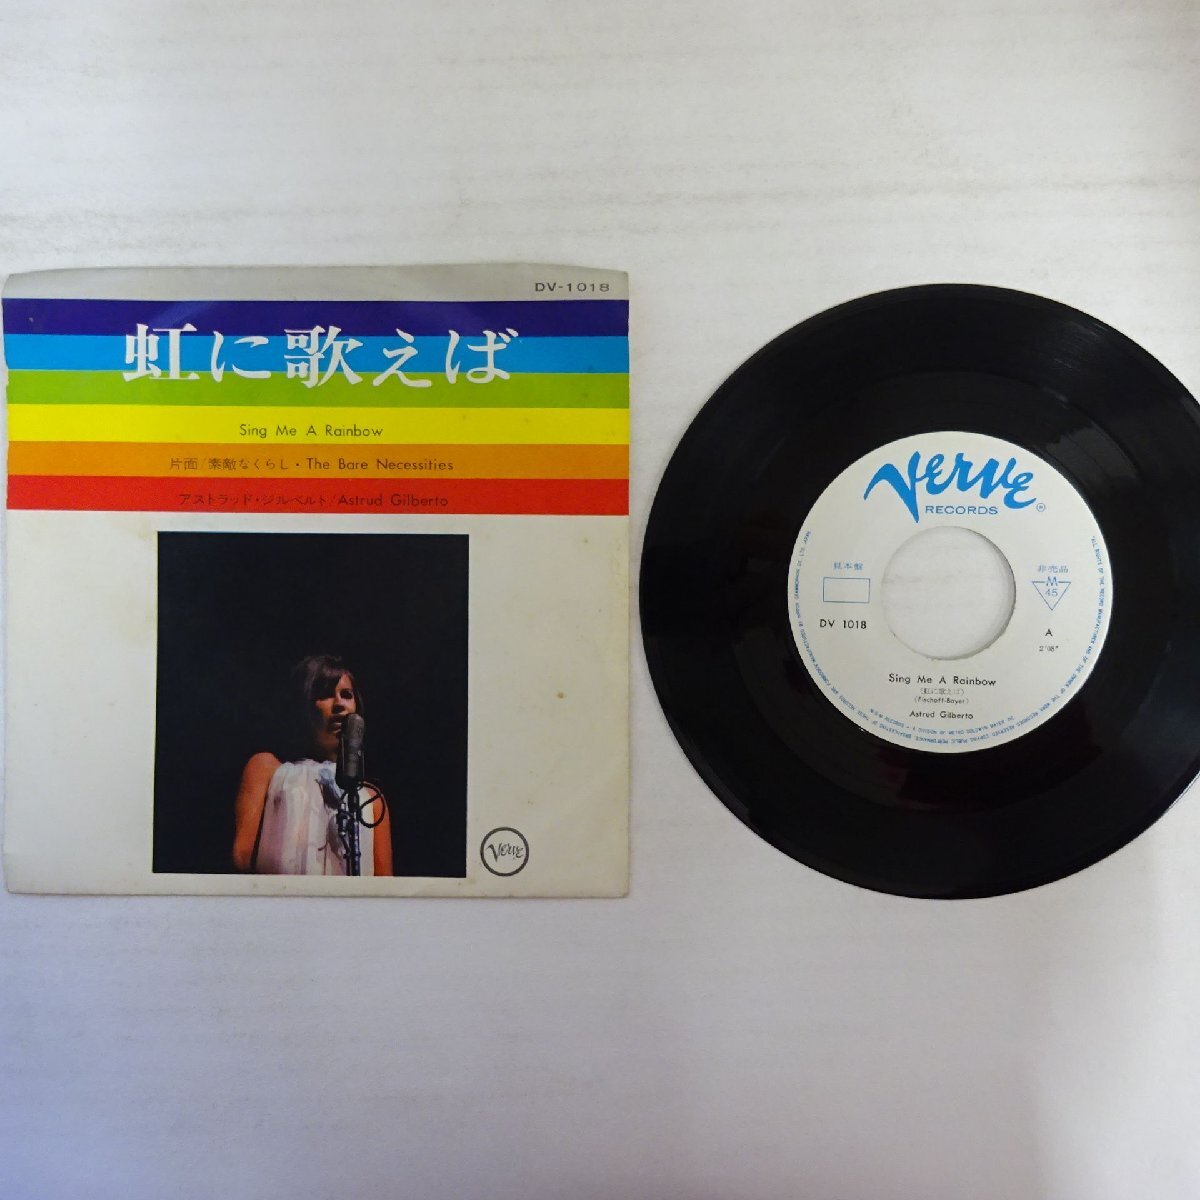 DV-1018
虹に歌えば
Sing Me A Rainbow
片面/素敵なくらし・The Bare Necessities
アストラッド・ジルベルト/Astrud Gilberto
Verve
VERVE
RECORDS
®
見本盤
非売品
M
45
DV 1018
A
Sing Me A Rainbow
(虹に歌えば)
(Fischoff-Bayer)
Astrud Gilberto